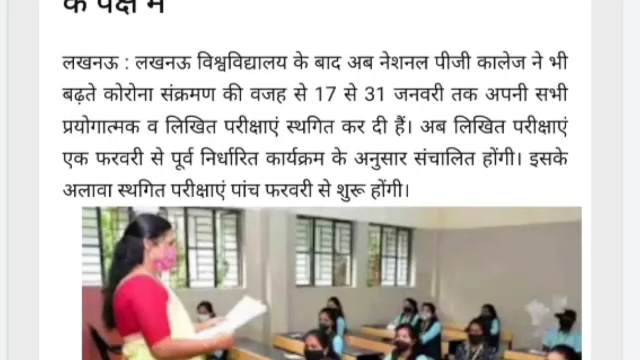 के पक्ष में
लखनऊ : लखनऊ विश्वविद्यालय के बाद अब नेशनल पीजी कालेज ने भी
बढ़ते कोरोना संक्रमण की वजह से 17 से 31 जनवरी तक अपनी सभी
प्रयोगात्मक व लिखित परीक्षाएं स्थगित कर दी हैं। अब लिखित परीक्षाएं
एक फरवरी से पूर्व निर्धारित कार्यक्रम के अनुसार संचालित होंगी। इसके
अलावा स्थगित परीक्षाएं पांच फरवरी से शुरू होंगी।